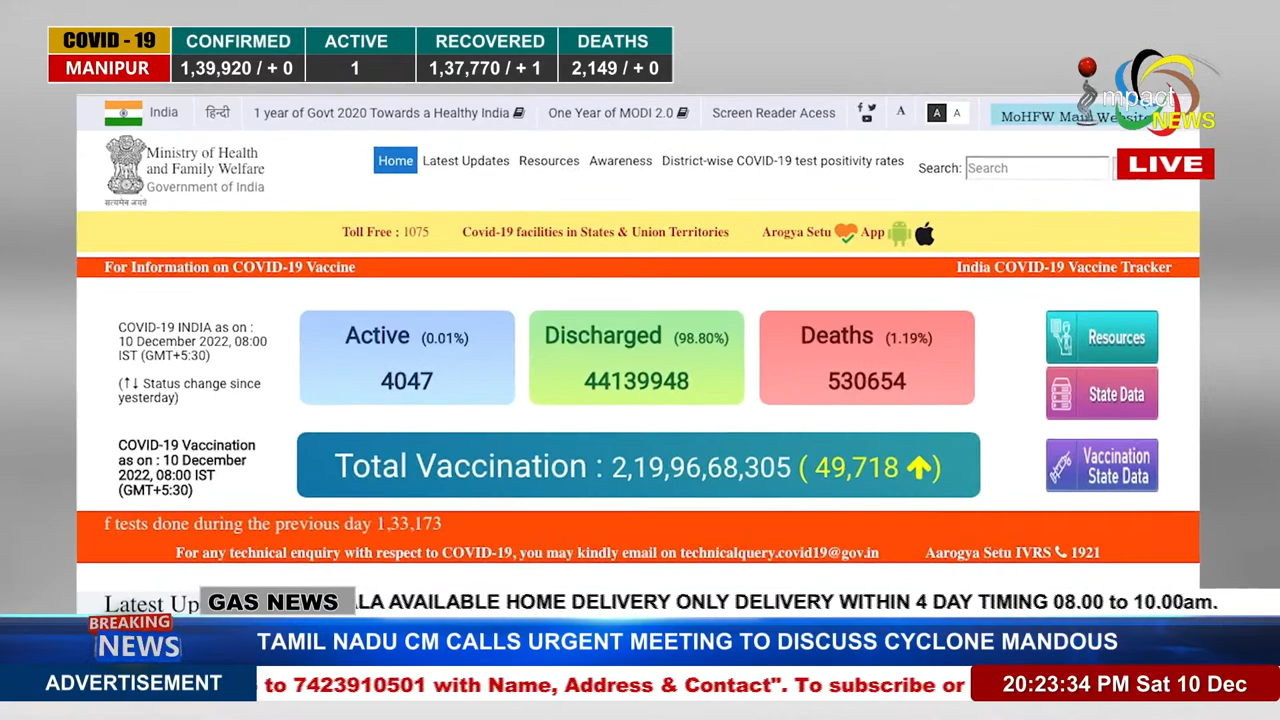 COVID - 19 CONFIRMED ACTIVE RECOVERED DEATHS
MANIPUR 1,39,920 / + 0 1 1,37,770 / + 1 2,149 / + 0
mpact
NEWS
LIVE
India हिन्दी 1 year of Govt 2020 Towards a Healthy India One Year of MODI 2.0 Screen Reader Acess A A A MoHFW Main Website
Ministry of Health
and Family Welfare
Government of India
सत्यमेव जयते
Home Latest Updates Resources Awareness District-wise COVID-19 test positivity rates Search: Search
Toll Free : 1075 Covid-19 facilities in States & Union Territories Arogya Setu App
For Information on COVID-19 Vaccine India COVID-19 Vaccine Tracker
COVID-19 INDIA as on :
10 December 2022, 08:00
IST (GMT+5:30)
(↑↓ Status change since
yesterday)
Active (0.01%)
4047
Discharged (98.80%)
44139948
Deaths (1.19%)
530654
Resources
State Data
COVID-19 Vaccination
as on : 10 December
2022, 08:00 IST
(GMT+5:30)
Total Vaccination : 2,19,96,68,305 ( 49,718 ↑)
Vaccination
State Data
f tests done during the previous day 1,33,173
For any technical enquiry with respect to COVID-19, you may kindly email on technicalquery.covid19@gov.in Aarogya Setu IVRS 1921
Latest Up
GAS NEWS LA AVAILABLE HOME DELIVERY ONLY DELIVERY WITHIN 4 DAY TIMING 08.00 to 10.00am.
BREAKING
NEWS
TAMIL NADU CM CALLS URGENT MEETING TO DISCUSS CYCLONE MANDOUS
ADVERTISEMENT to 7423910501 with Name, Address & Contact". To subscribe or 20:23:34 PM Sat 10 Dec